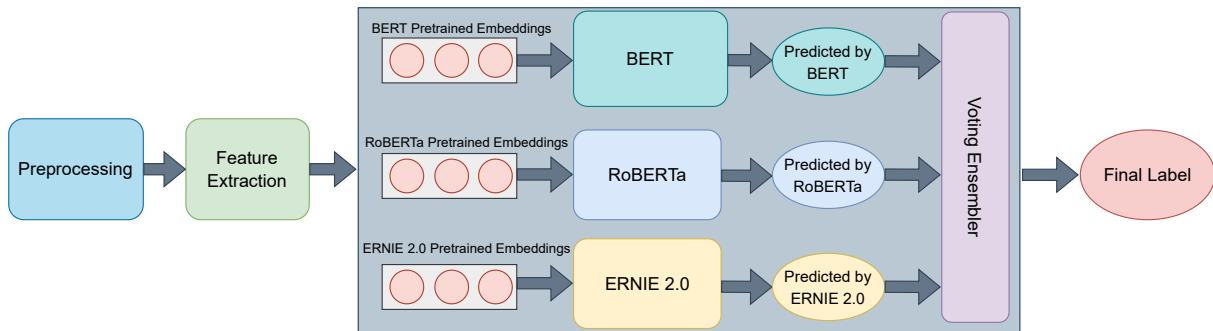 Preprocessing
Feature
Extraction
BERT Pretrained Embeddings
BERT
Predicted by
BERT
RoBERTa Pretrained Embeddings
RoBERTa
Predicted by
RoBERTa
ERNIE 2.0 Pretrained Embeddings
ERNIE 2.0
Predicted by
ERNIE 2.0
Voting Ensembler
Final Label